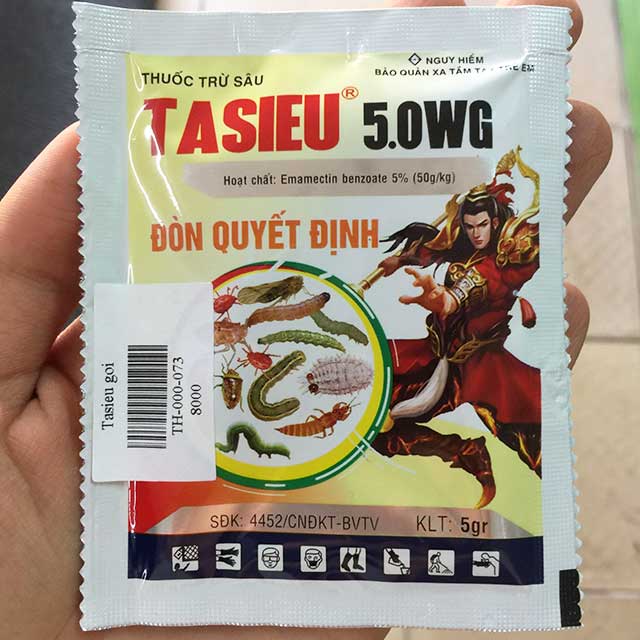 NGUY HIỂM
BẢO QUẢN XA TẦM TAY TRẺ EM
THUỐC TRỪ SÂU
TASIEU® 5.0WG
Hoạt chất: Emamectin benzoate 5% (50g/kg)
ĐÒN QUYẾT ĐỊNH
Tasieu goi
TH-000-073
8000
SĐK: 4452/CNĐKT-BVTV
KLT: 5gr